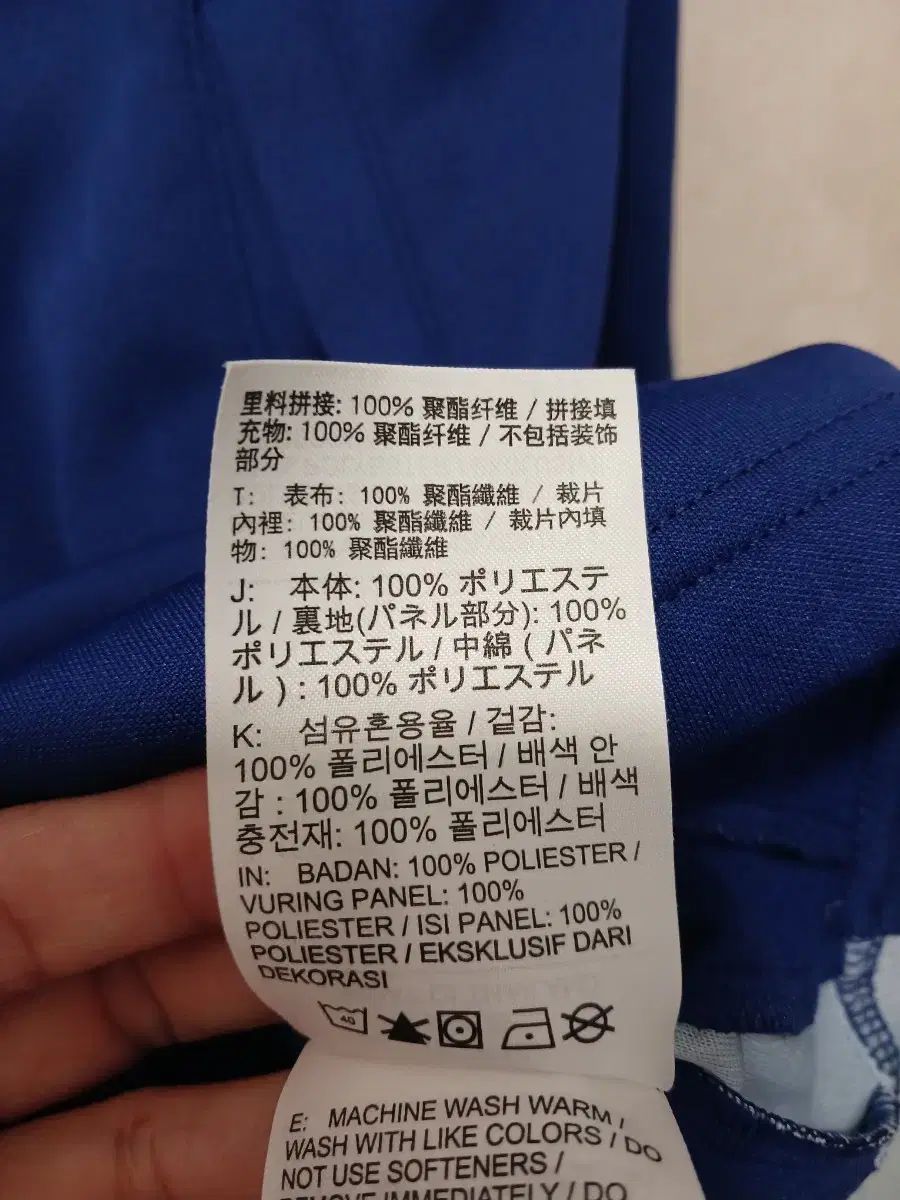 里料拼接: 100% 聚酯纤维 / 拼接填
充物: 100% 聚酯纤维 / 不包括装饰
部分
T: 表布: 100% 聚酯纖維 / 裁片
內裡: 100% 聚酯纖維 / 裁片內填
物: 100% 聚酯纖維
J: 本体: 100% ポリエステ
ル / 裏地(パネル部分): 100%
ポリエステル / 中綿 ( パネ
ル ) : 100% ポリエステル
K: 섬유혼용율 / 겉감:
100% 폴리에스터 / 배색 안
감 : 100% 폴리에스터 / 배색
충전재: 100% 폴리에스터
IN: BADAN: 100% POLIESTER /
VURING PANEL: 100%
POLIESTER / ISI PANEL: 100%
POLIESTER / EKSKLUSIF DARI
DEKORASI
40
E: MACHINE WASH WARM /
WASH WITH LIKE COLORS / DO
NOT USE SOFTENERS /
REMOVE IMMEDIATELY / DO